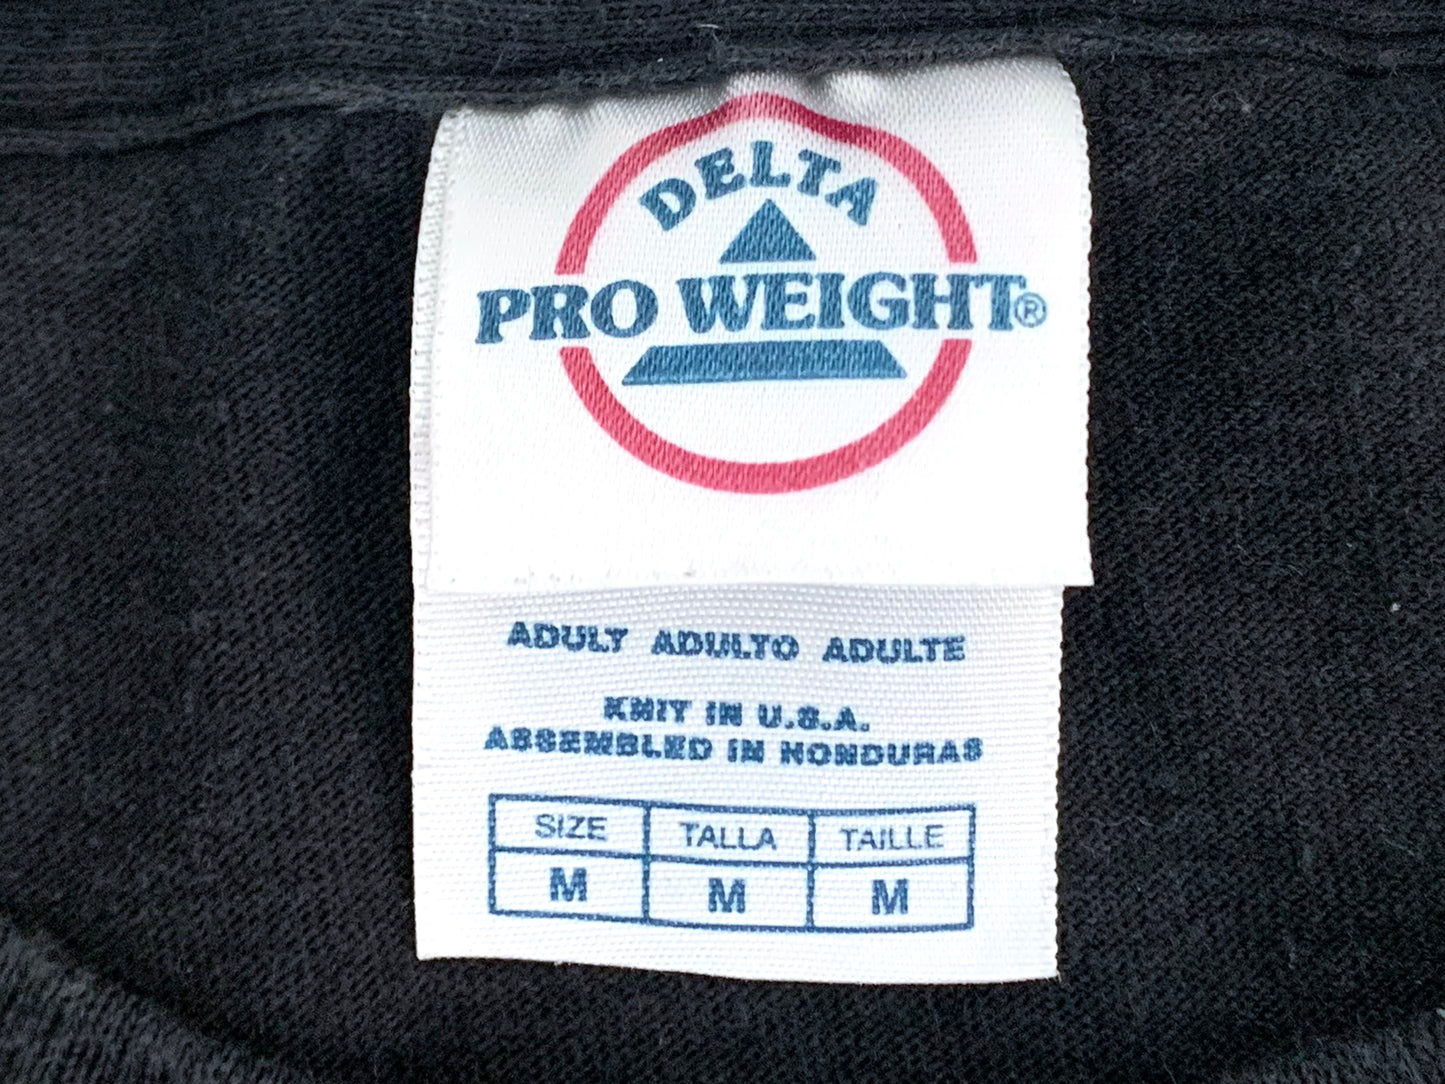 DELTA
PRO WEIGHT®
ADULT ADULTO ADULTE
KNIT IN U.S.A.
ASSEMBLED IN HONDURAS
SIZE TALLA TAILLE
M M M